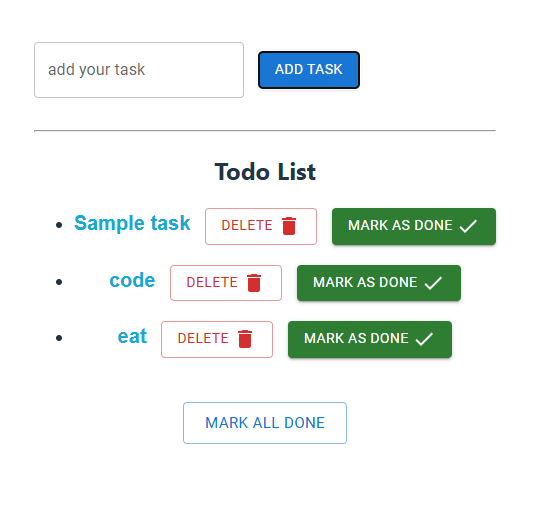 add your task ADD TASK
Todo List
Sample task DELETE MARK AS DONE
code DELETE MARK AS DONE
eat DELETE MARK AS DONE
MARK ALL DONE